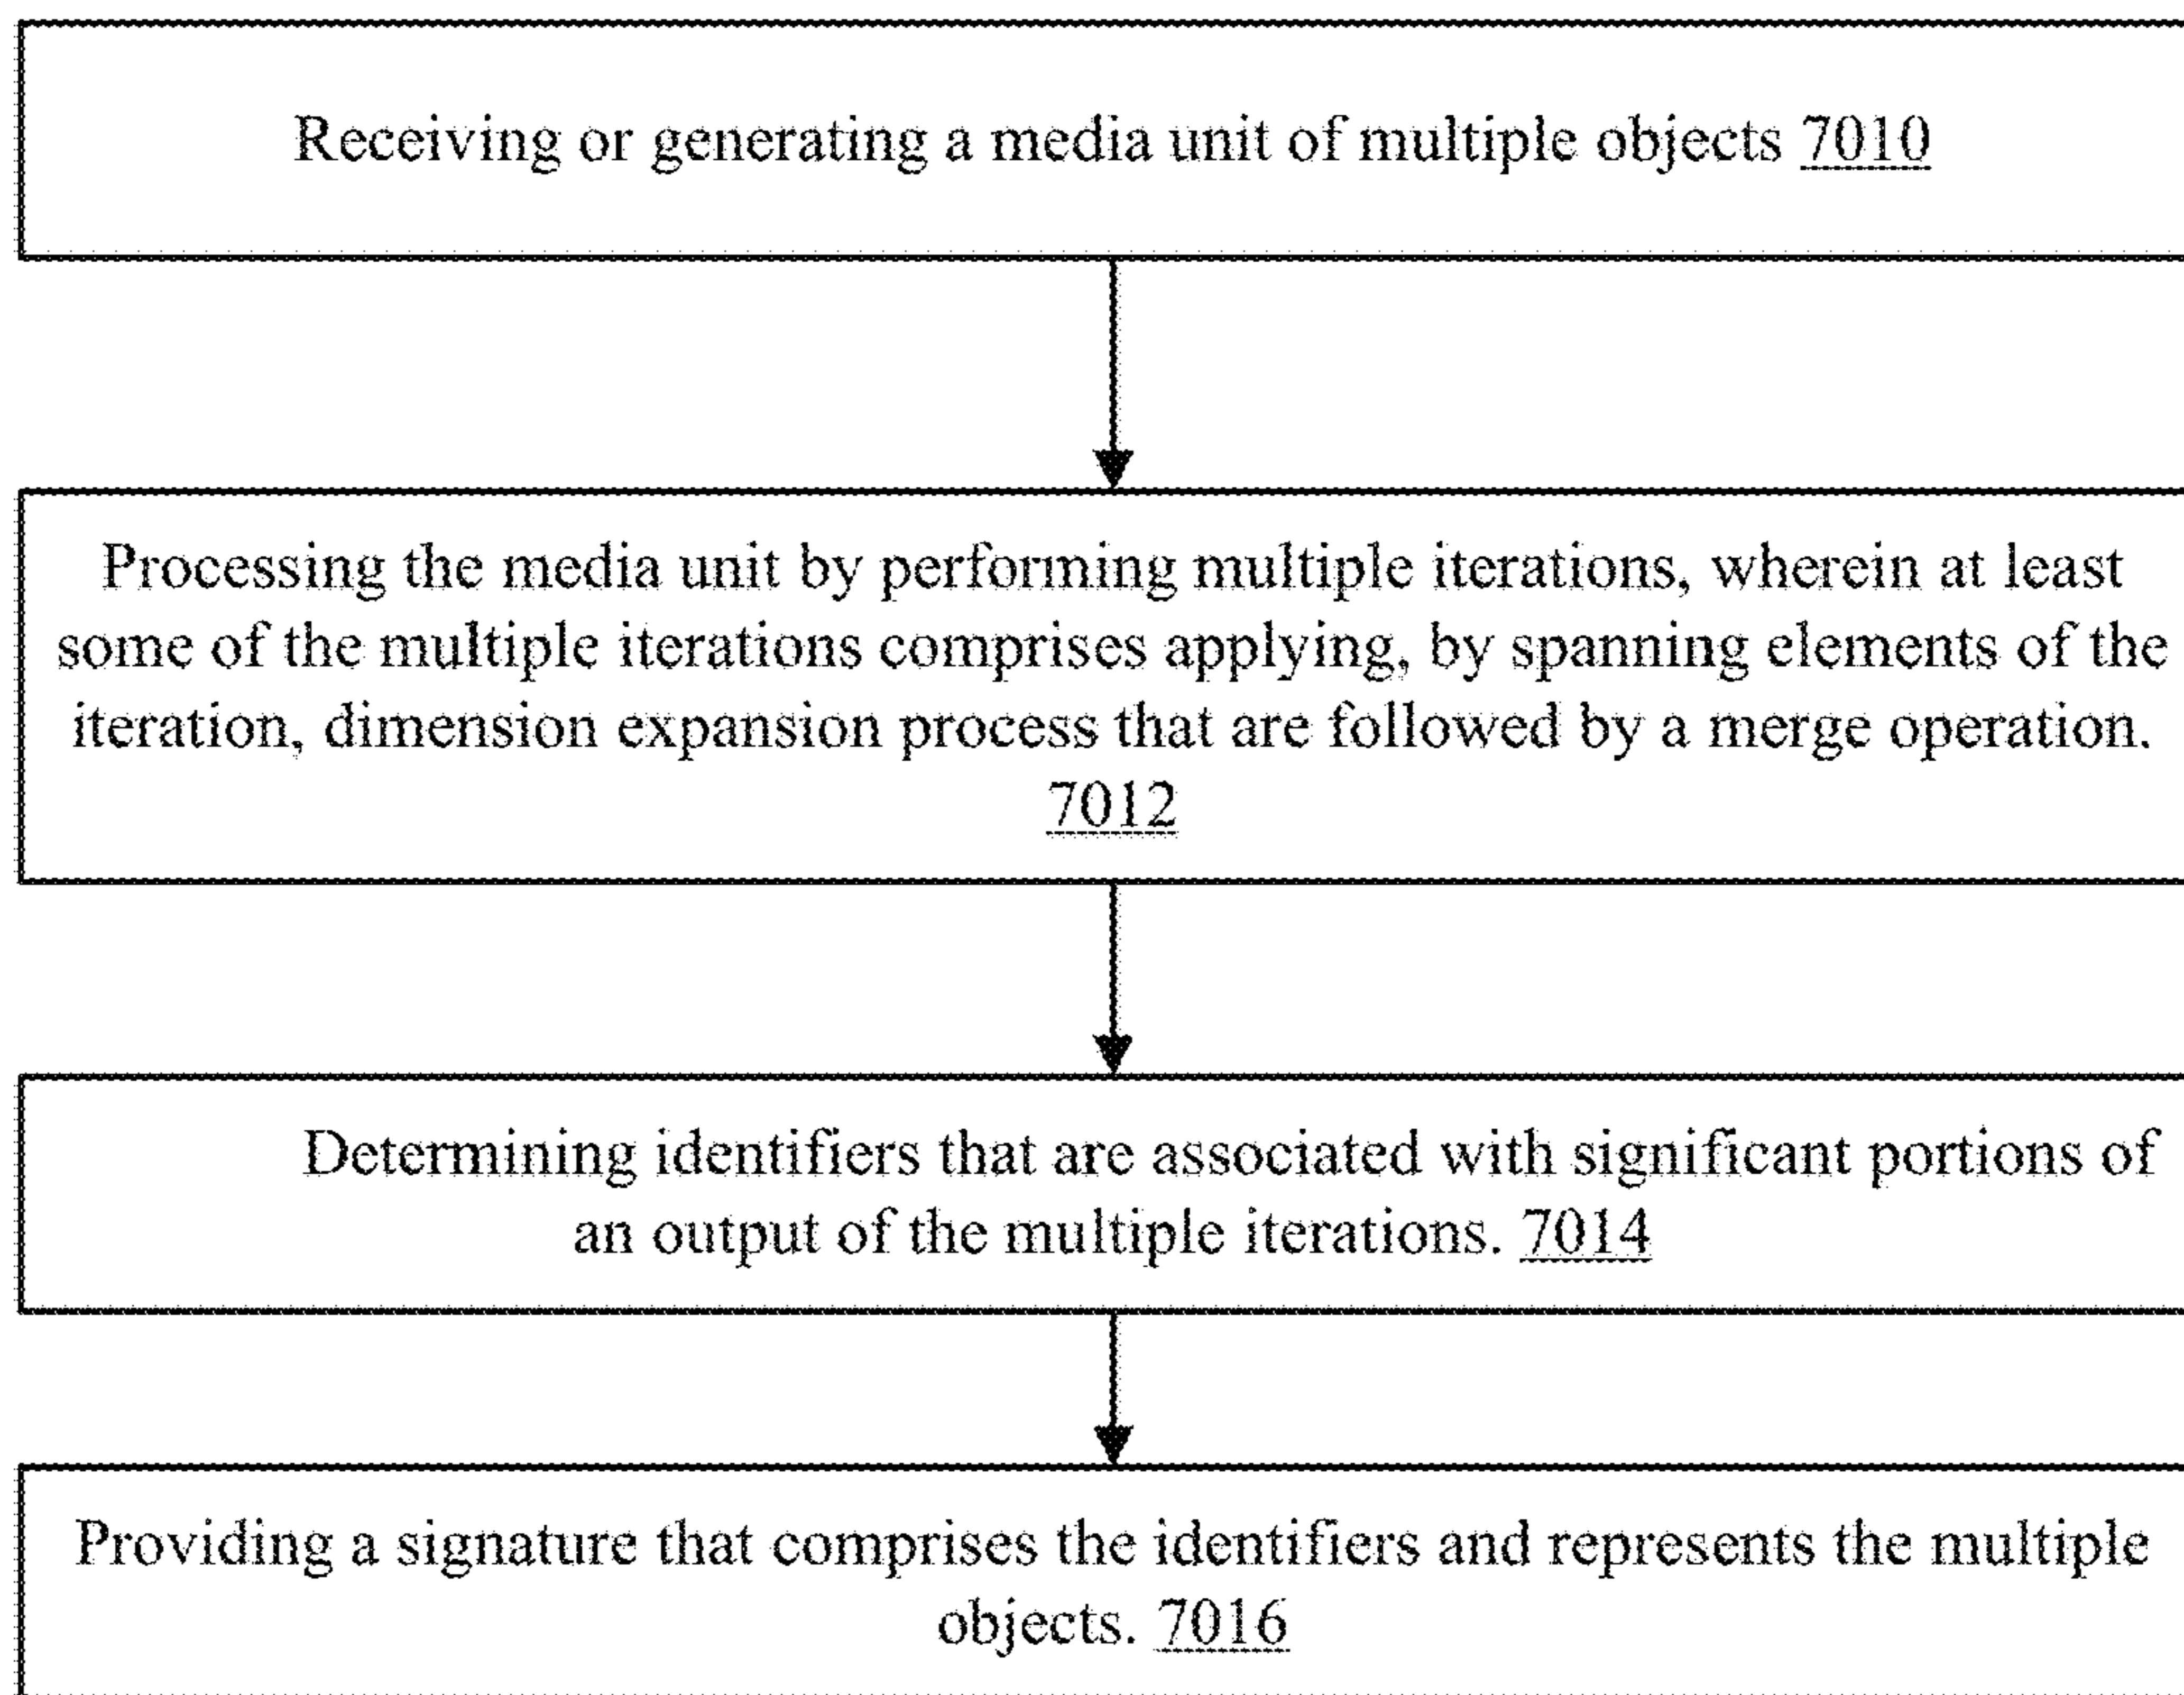 Receiving or generating a media unit of multiple objects 7010
Processing the media unit by performing multiple iterations, wherein at least
some of the multiple iterations comprises applying, by spanning elements of the
iteration, dimension expansion process that are followed by a merge operation.
7012
Determining identifiers that are associated with significant portions of
an output of the multiple iterations. 7014
Providing a signature that comprises the identifiers and represents the multiple
objects. 7016